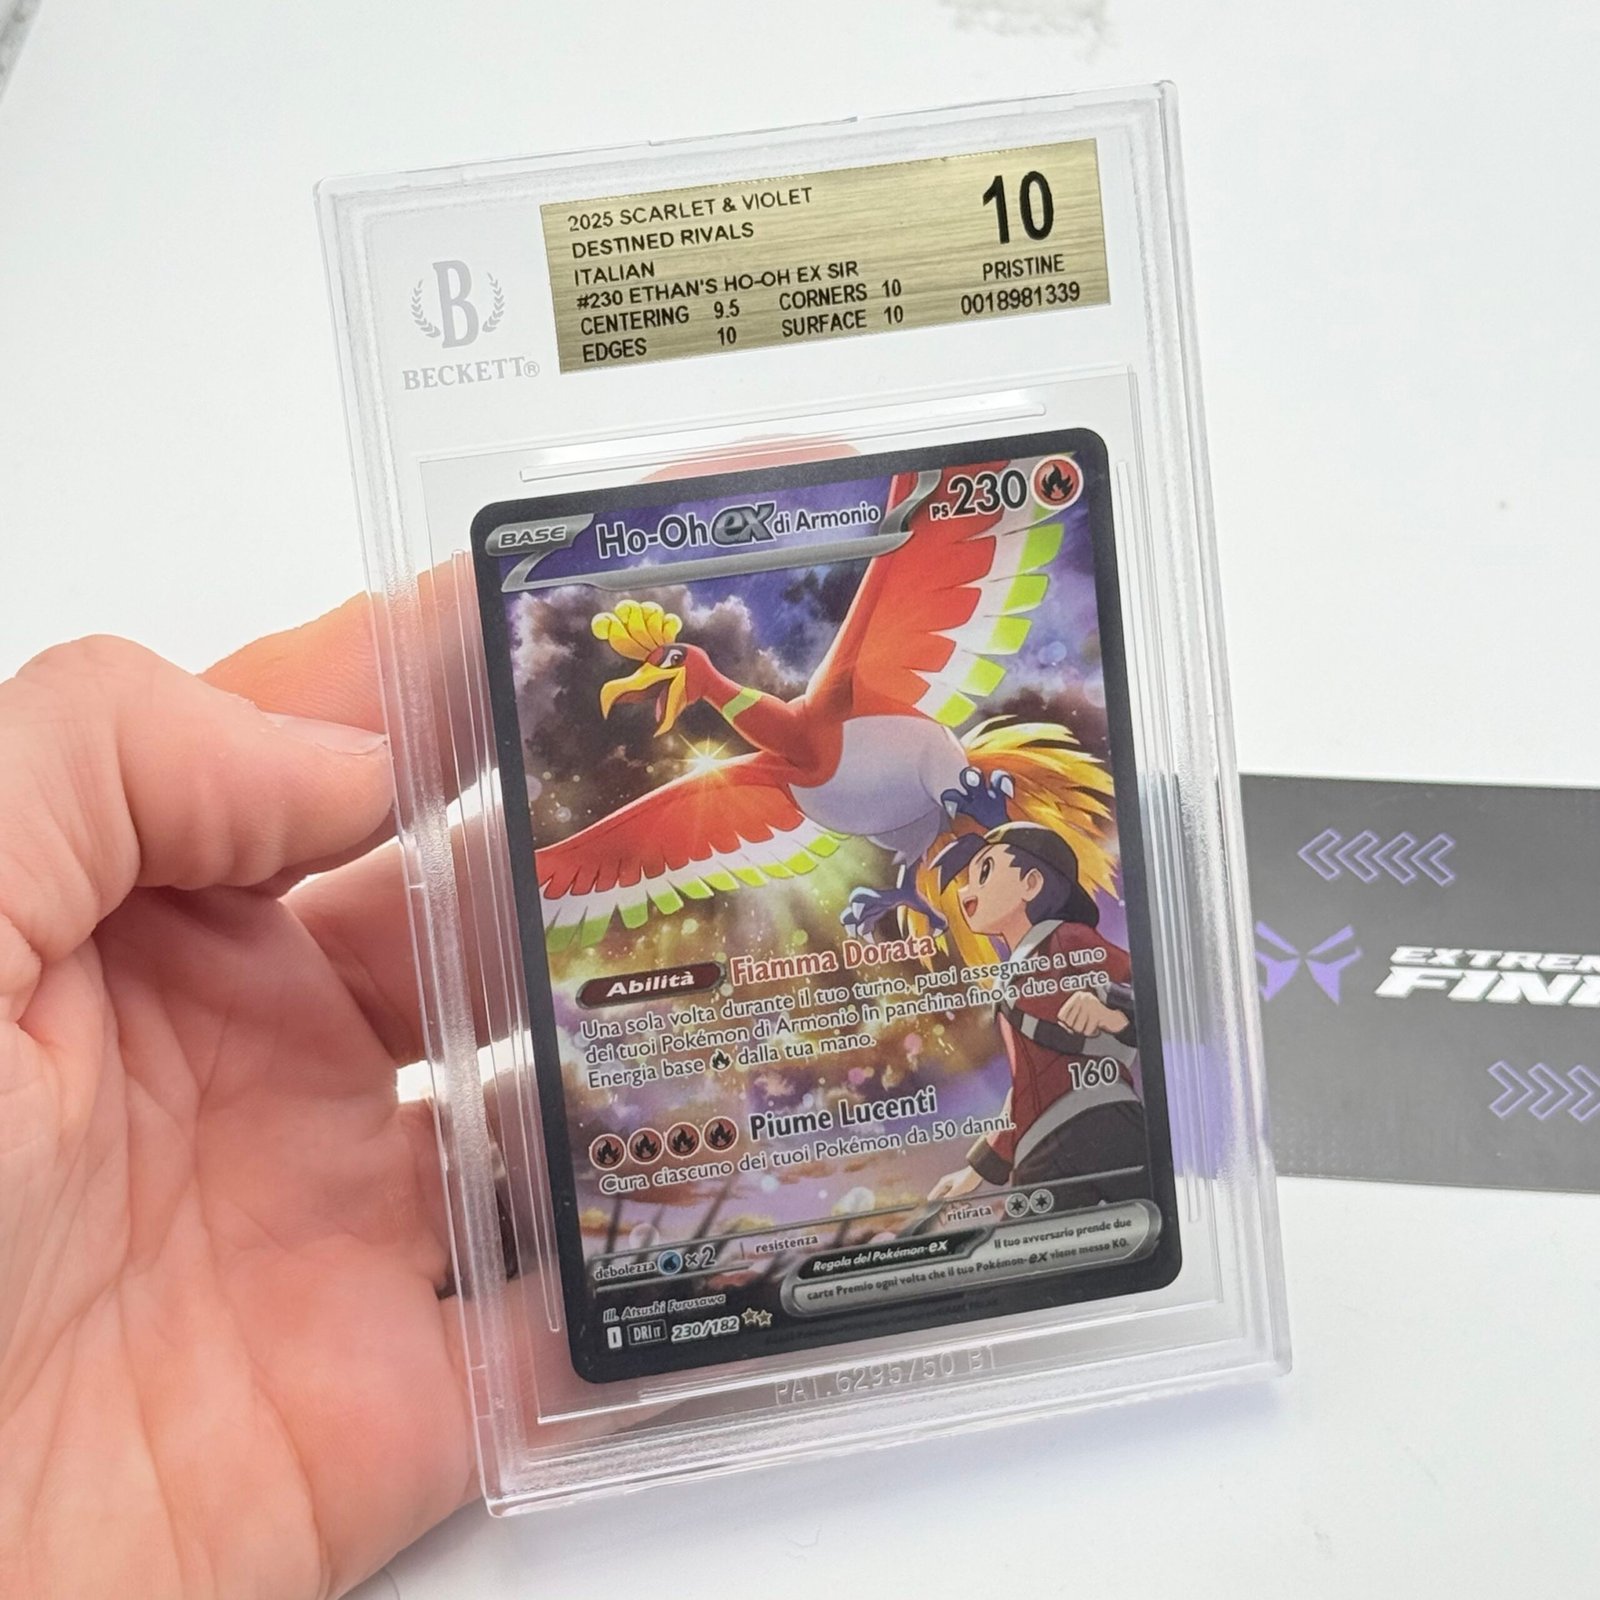 2025 SCARLET & VIOLET
DESTINED RIVALS
ITALIAN
#230 ETHAN'S HO-OH EX SIR
CENTERING 9.5 CORNERS 10
EDGES 10 SURFACE 10
10
PRISTINE
0018981339
B
BECKETT®
BASE Ho-Oh ex di Armonio PS 230
Abilità Fiamma Dorata
Una sola volta durante il tuo turno, puoi assegnare a uno
dei tuoi Pokémon di Armonio in panchina fino a due carte
Energia base dalla tua mano.
Piume Lucenti 160
Cura ciascuno dei tuoi Pokémon da 50 danni.
debolezza ×2 resistenza ritirata
Regola dei Pokémon-ex Il tuo avversario prende due
carte Premio ogni volta che il tuo Pokémon-ex viene messo KO.
Ill. Atsushi Furusawa
I DRI IT 230/182
PAT.6295750 B1
FINI